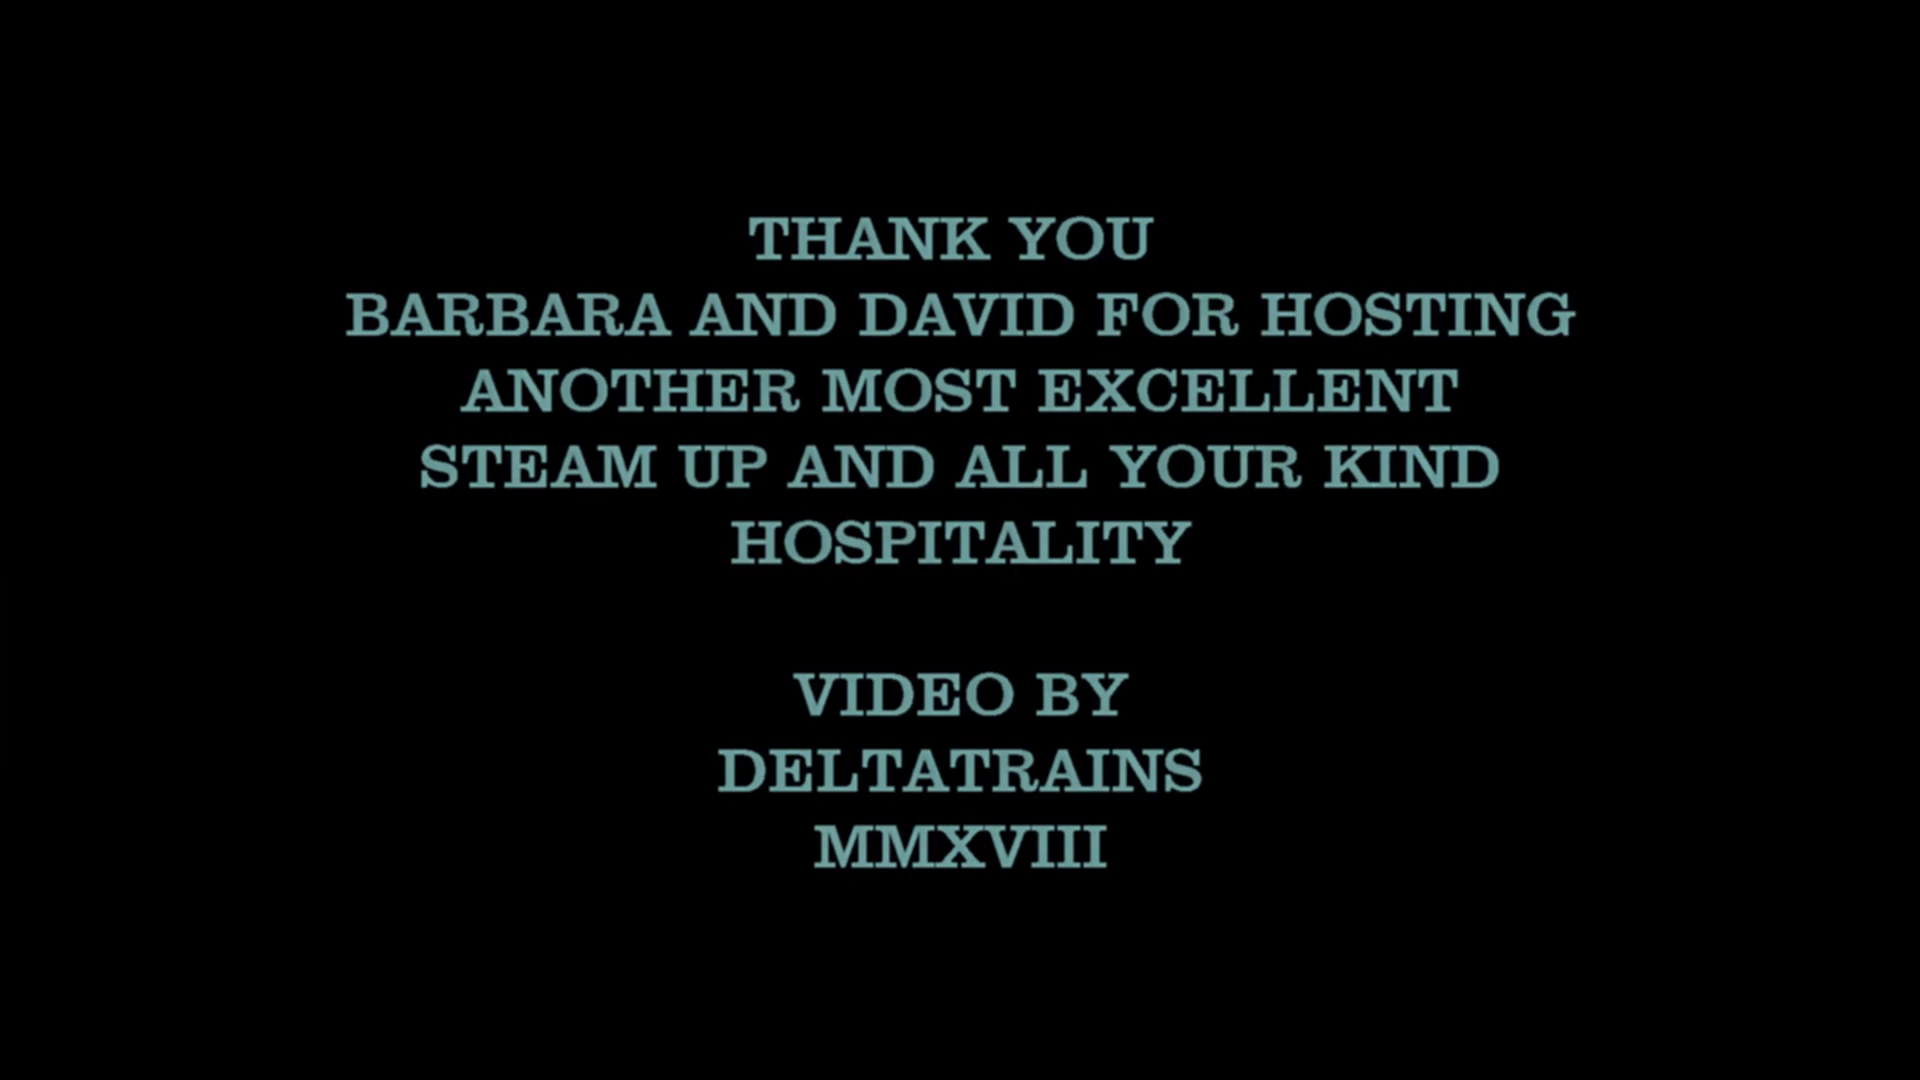 THANK YOU
BARBARA AND DAVID FOR HOSTING
ANOTHER MOST EXCELLENT
STEAM UP AND ALL YOUR KIND
HOSPITALITY
VIDEO BY
DELTATRAINS
MMXVIII